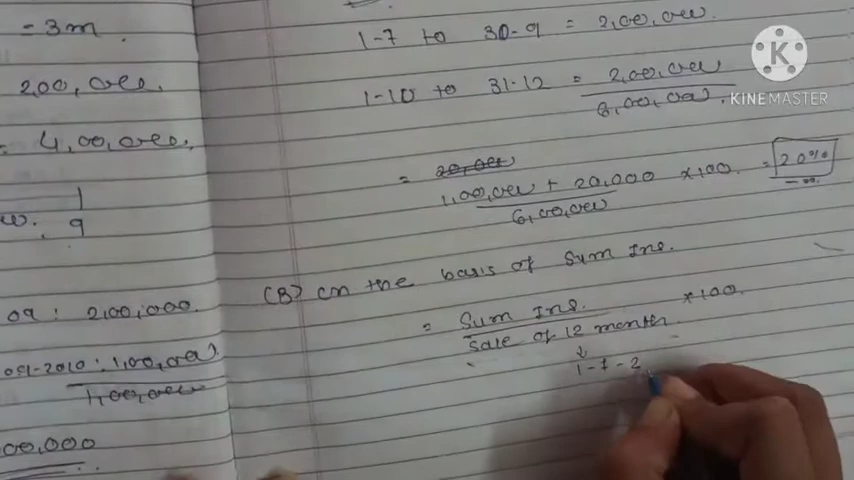 = 3m.
200,000.
= 4,00,000.
1
9
09: 2,00,000.
1,00,000
1,00,000
00,000
1-7 to 30-9 = 2,00,000.
1-10 to 31-12 = 2,00,000
6,00,000.
= 20,000
1,00,000 + 20,000 x100. = 20%
6,00,000
(B) on the basis of Sum Ins.
= Sum Ins. x100.
Sale of 12 month
↓
1-7-2
K
KINEMASTER